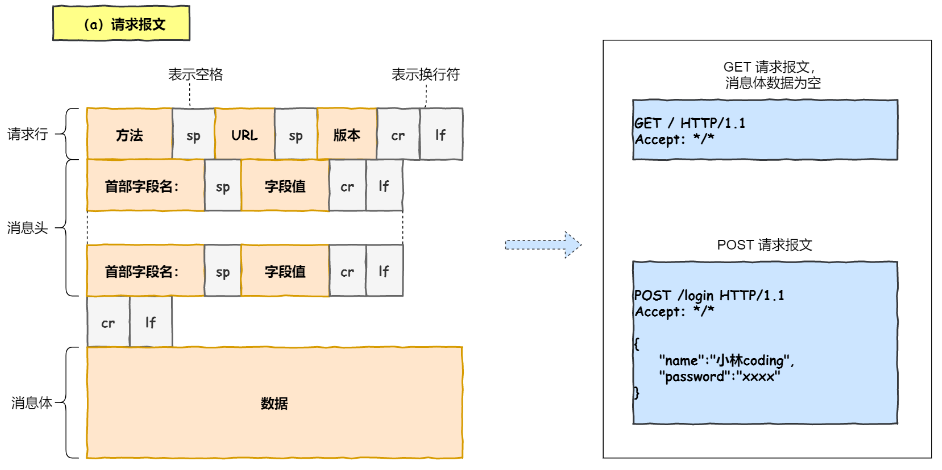 （a）请求报文
表示空格
表示换行符
请求行
方法
sp
URL
sp
版本
cr
lf
消息头
首部字段名：
sp
字段值
cr
lf
首部字段名：
sp
字段值
cr
lf
cr
lf
消息体
数据
GET 请求报文，
消息体数据为空
GET / HTTP/1.1
Accept: */*
POST 请求报文
POST /login HTTP/1.1
Accept: */*
{
"name":"小林coding",
"password":"xxxx"
}